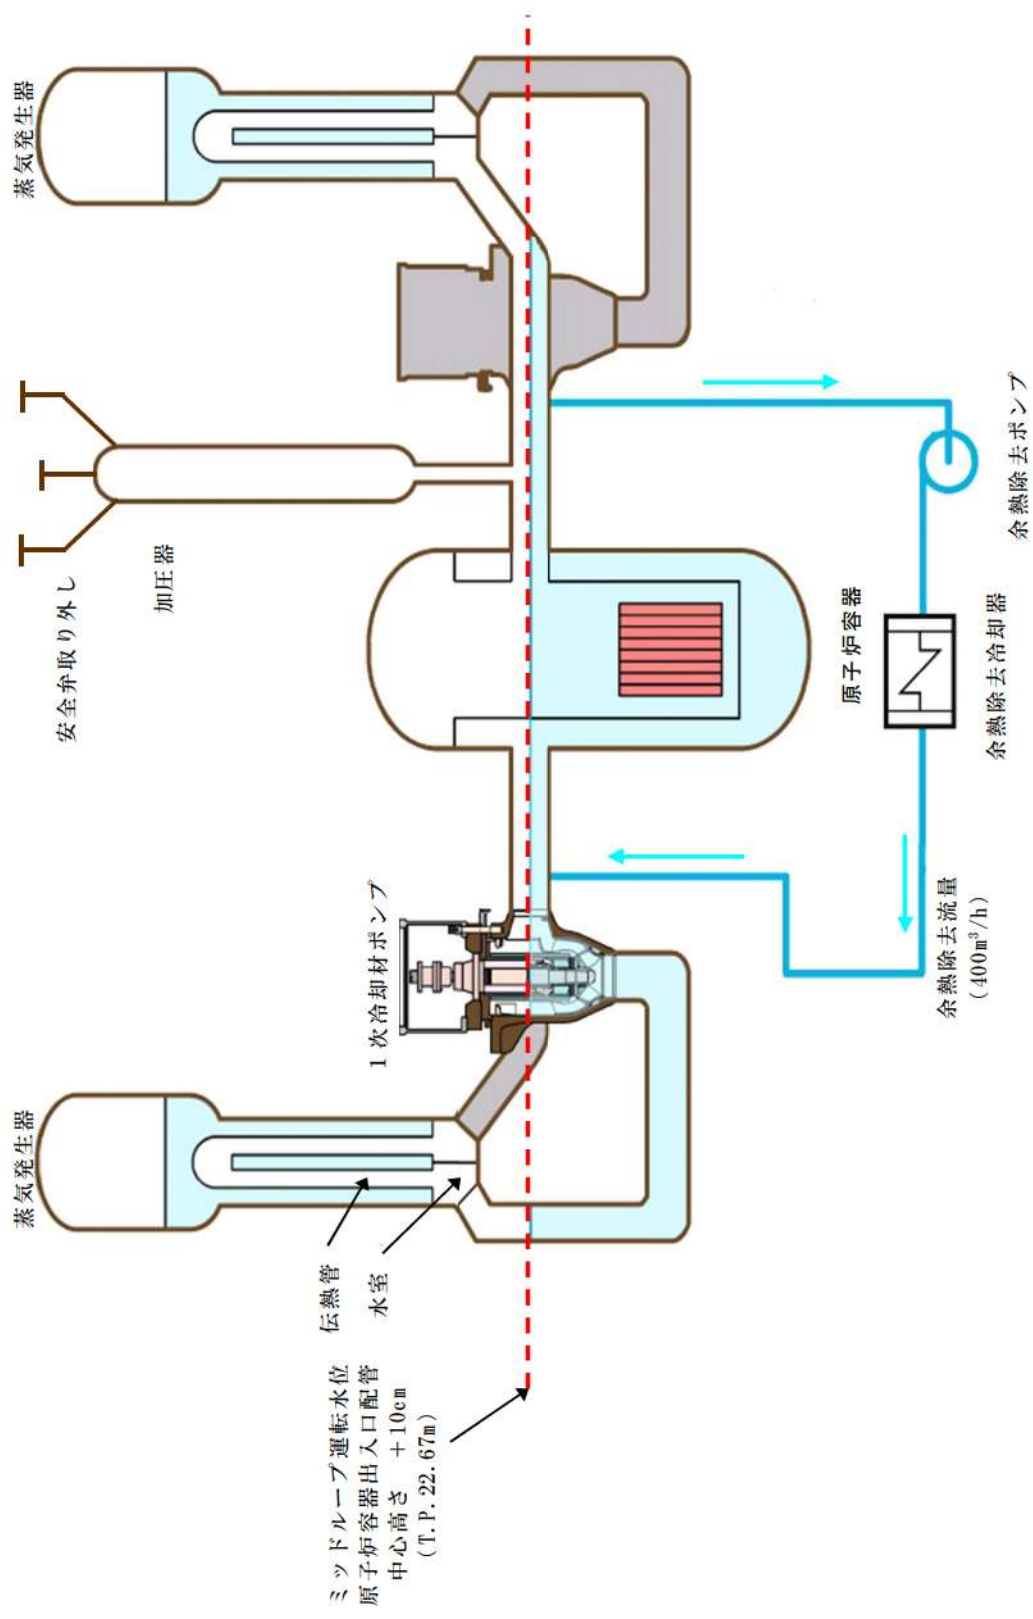 蒸気発生器
安全弁取り外し
加圧器
蒸気発生器
1次冷却材ポンプ
伝熱管
水室
ミッドループ運転水位
原子炉容器出入口配管
中心高さ +10cm
(T.P.22.67m)
原子炉容器
余熱除去ポンプ
余熱除去冷却器
余熱除去流量
(400m³/h)